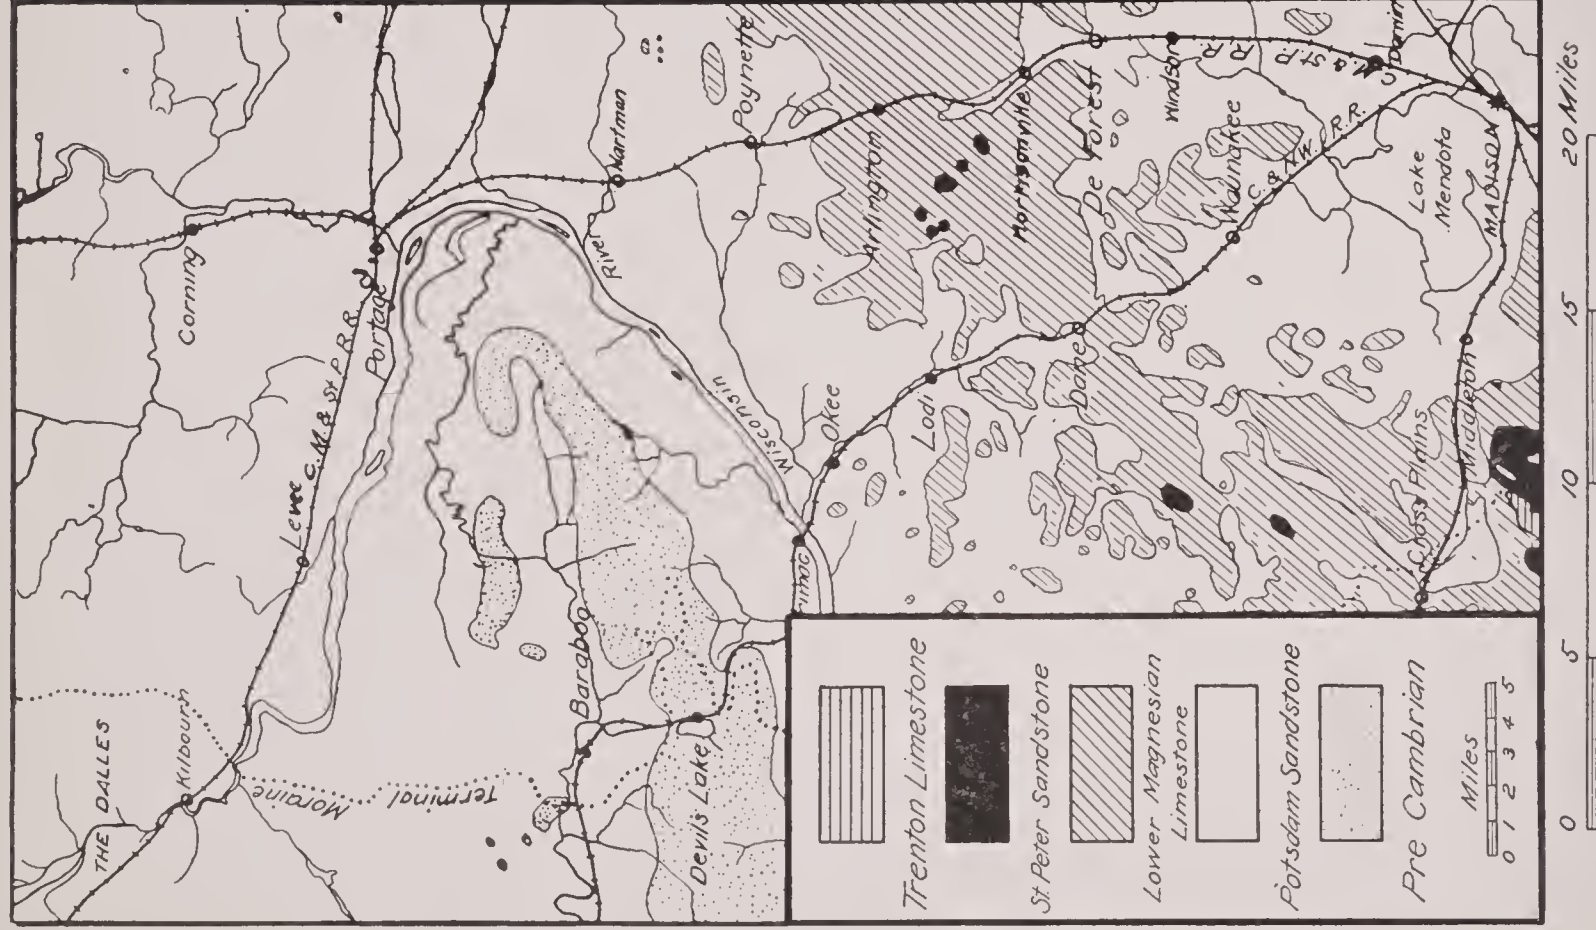 THE DALLES
Kilbourn
Terminal
Moraine
Levee
C. M. & St P. R. R.
Corning
Portage
Baraboo
Devils Lake
Wisconsin
River
Hartman
Poynette
Okee
Lodi
Dane
Arlington
Morrisonville
De Forest
Windsor
Waunakee
C. & N.W. R.R.
C. M. & St. P. R. R.
Lake
Mendota
MADISON
Middleton
Cross Plains
Trenton Limestone
St. Peter Sandstone
Lower Magnesian
Limestone
Potsdam Sandstone
Pre Cambrian
Miles
0 1 2 3 4 5
0 5 10 15 20 Miles